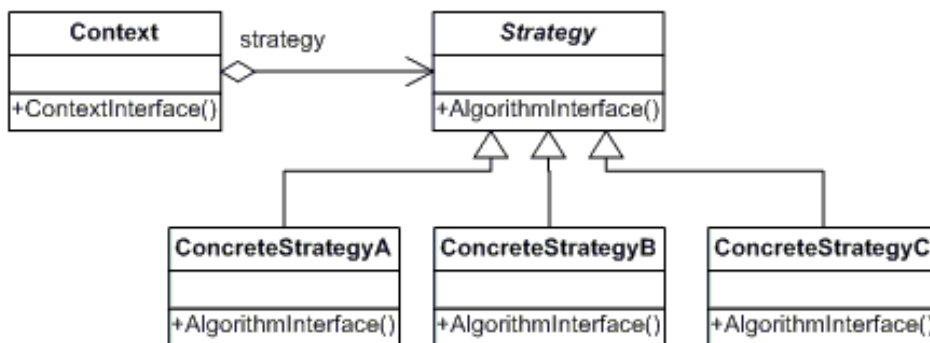 Context
strategy
Strategy
+ContextInterface()
+AlgorithmInterface()
ConcreteStrategyA
ConcreteStrategyB
ConcreteStrategyC
+AlgorithmInterface()
+AlgorithmInterface()
+AlgorithmInterface()